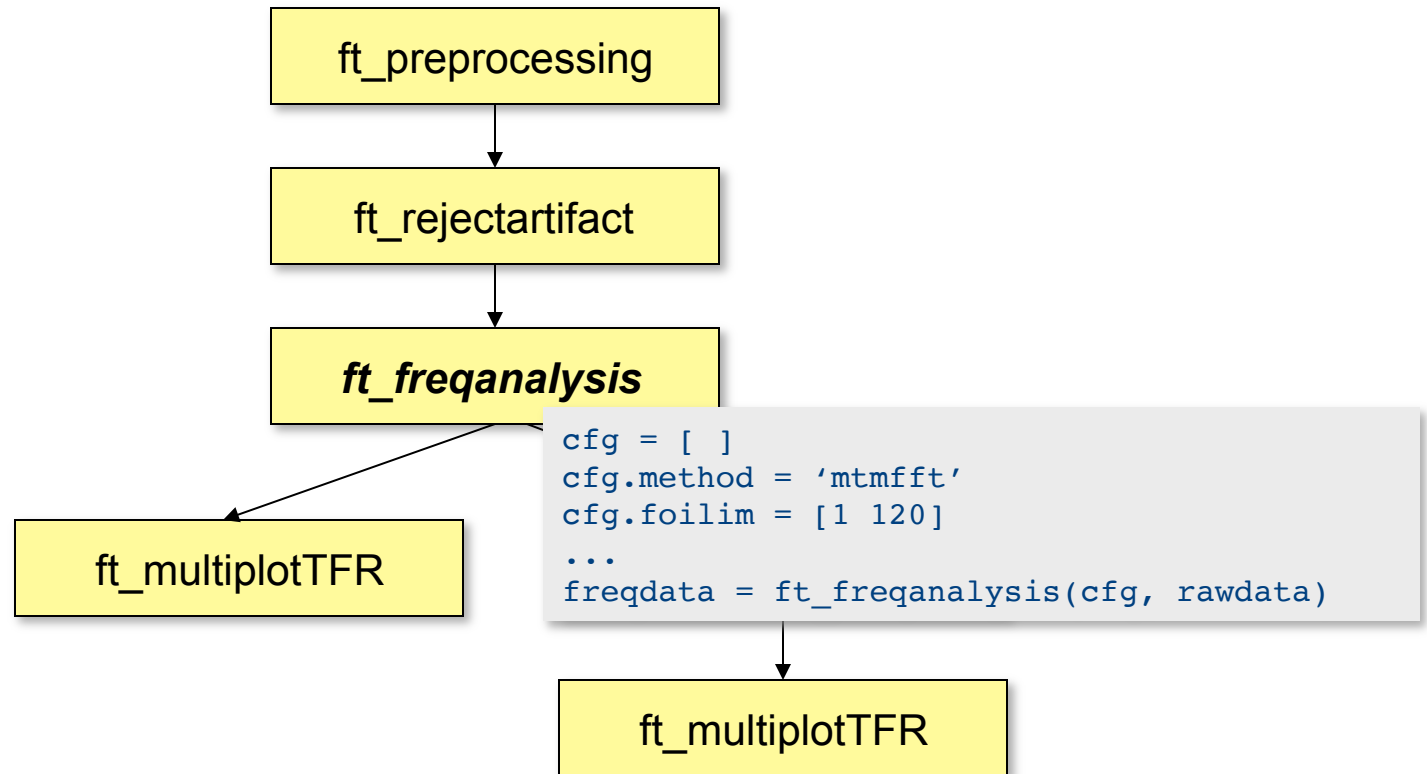 ft_preprocessing
ft_rejectartifact
ft_freqanalysis
cfg = [ ]
cfg.method = ‘mtmfft’
cfg.foilim = [1 120]
...
freqdata = ft_freqanalysis(cfg, rawdata)
ft_multiplotTFR
ft_multiplotTFR